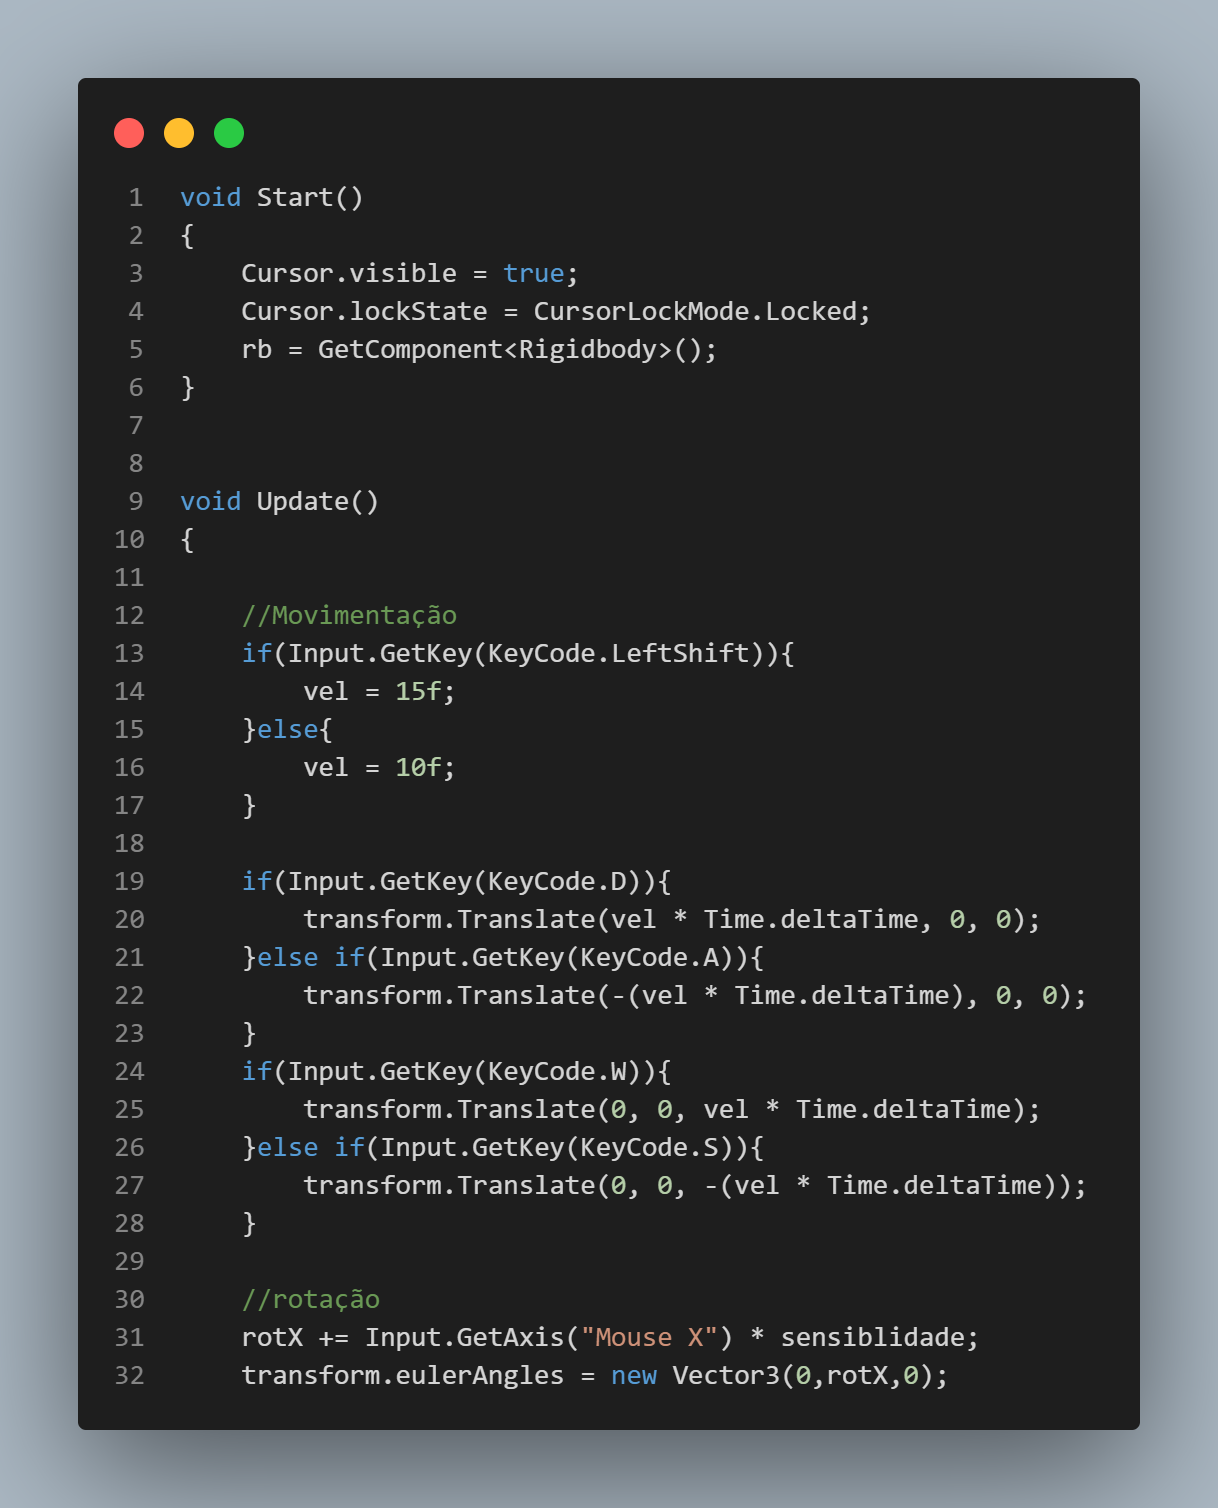 1 void Start()
2 {
3     Cursor.visible = true;
4     Cursor.lockState = CursorLockMode.Locked;
5     rb = GetComponent<Rigidbody>();
6 }
7
8
9 void Update()
10 {
11
12     //Movimentação
13     if(Input.GetKey(KeyCode.LeftShift)){
14         vel = 15f;
15     }else{
16         vel = 10f;
17     }
18
19     if(Input.GetKey(KeyCode.D)){
20         transform.Translate(vel * Time.deltaTime, 0, 0);
21     }else if(Input.GetKey(KeyCode.A)){
22         transform.Translate(-(vel * Time.deltaTime), 0, 0);
23     }
24     if(Input.GetKey(KeyCode.W)){
25         transform.Translate(0, 0, vel * Time.deltaTime);
26     }else if(Input.GetKey(KeyCode.S)){
27         transform.Translate(0, 0, -(vel * Time.deltaTime));
28     }
29
30     //rotação
31     rotX += Input.GetAxis("Mouse X") * sensiblidade;
32     transform.eulerAngles = new Vector3(0,rotX,0);